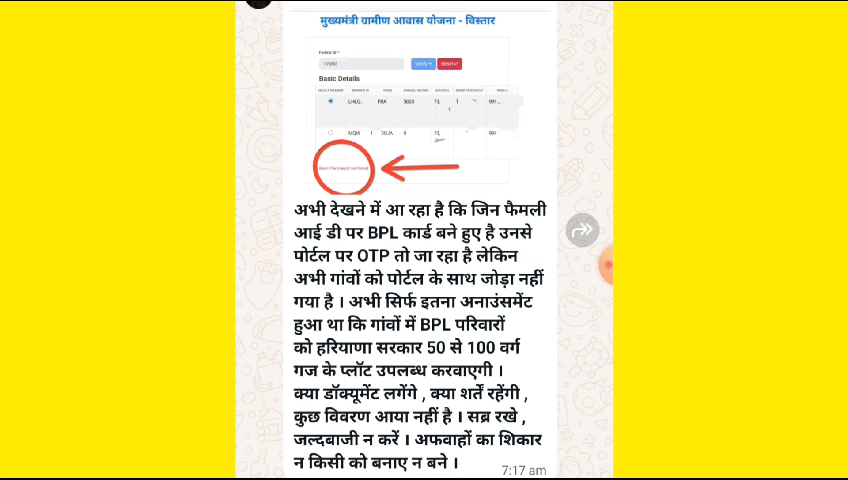 मुख्यमंत्री ग्रामीण आवास योजना - विस्तार
Family ID *
Basic Details
अभी देखने में आ रहा है कि जिन फैमली
आई डी पर BPL कार्ड बने हुए है उनसे
पोर्टल पर OTP तो जा रहा है लेकिन
अभी गांवों को पोर्टल के साथ जोड़ा नहीं
गया है । अभी सिर्फ इतना अनाउंसमेंट
हुआ था कि गांवों में BPL परिवारों
को हरियाणा सरकार 50 से 100 वर्ग
गज के प्लॉट उपलब्ध करवाएगी ।
क्या डॉक्यूमेंट लगेंगे , क्या शर्तें रहेंगी ,
कुछ विवरण आया नहीं है । सब्र रखे ,
जल्दबाजी न करें । अफवाहों का शिकार
न किसी को बनाए न बने ।
7:17 am